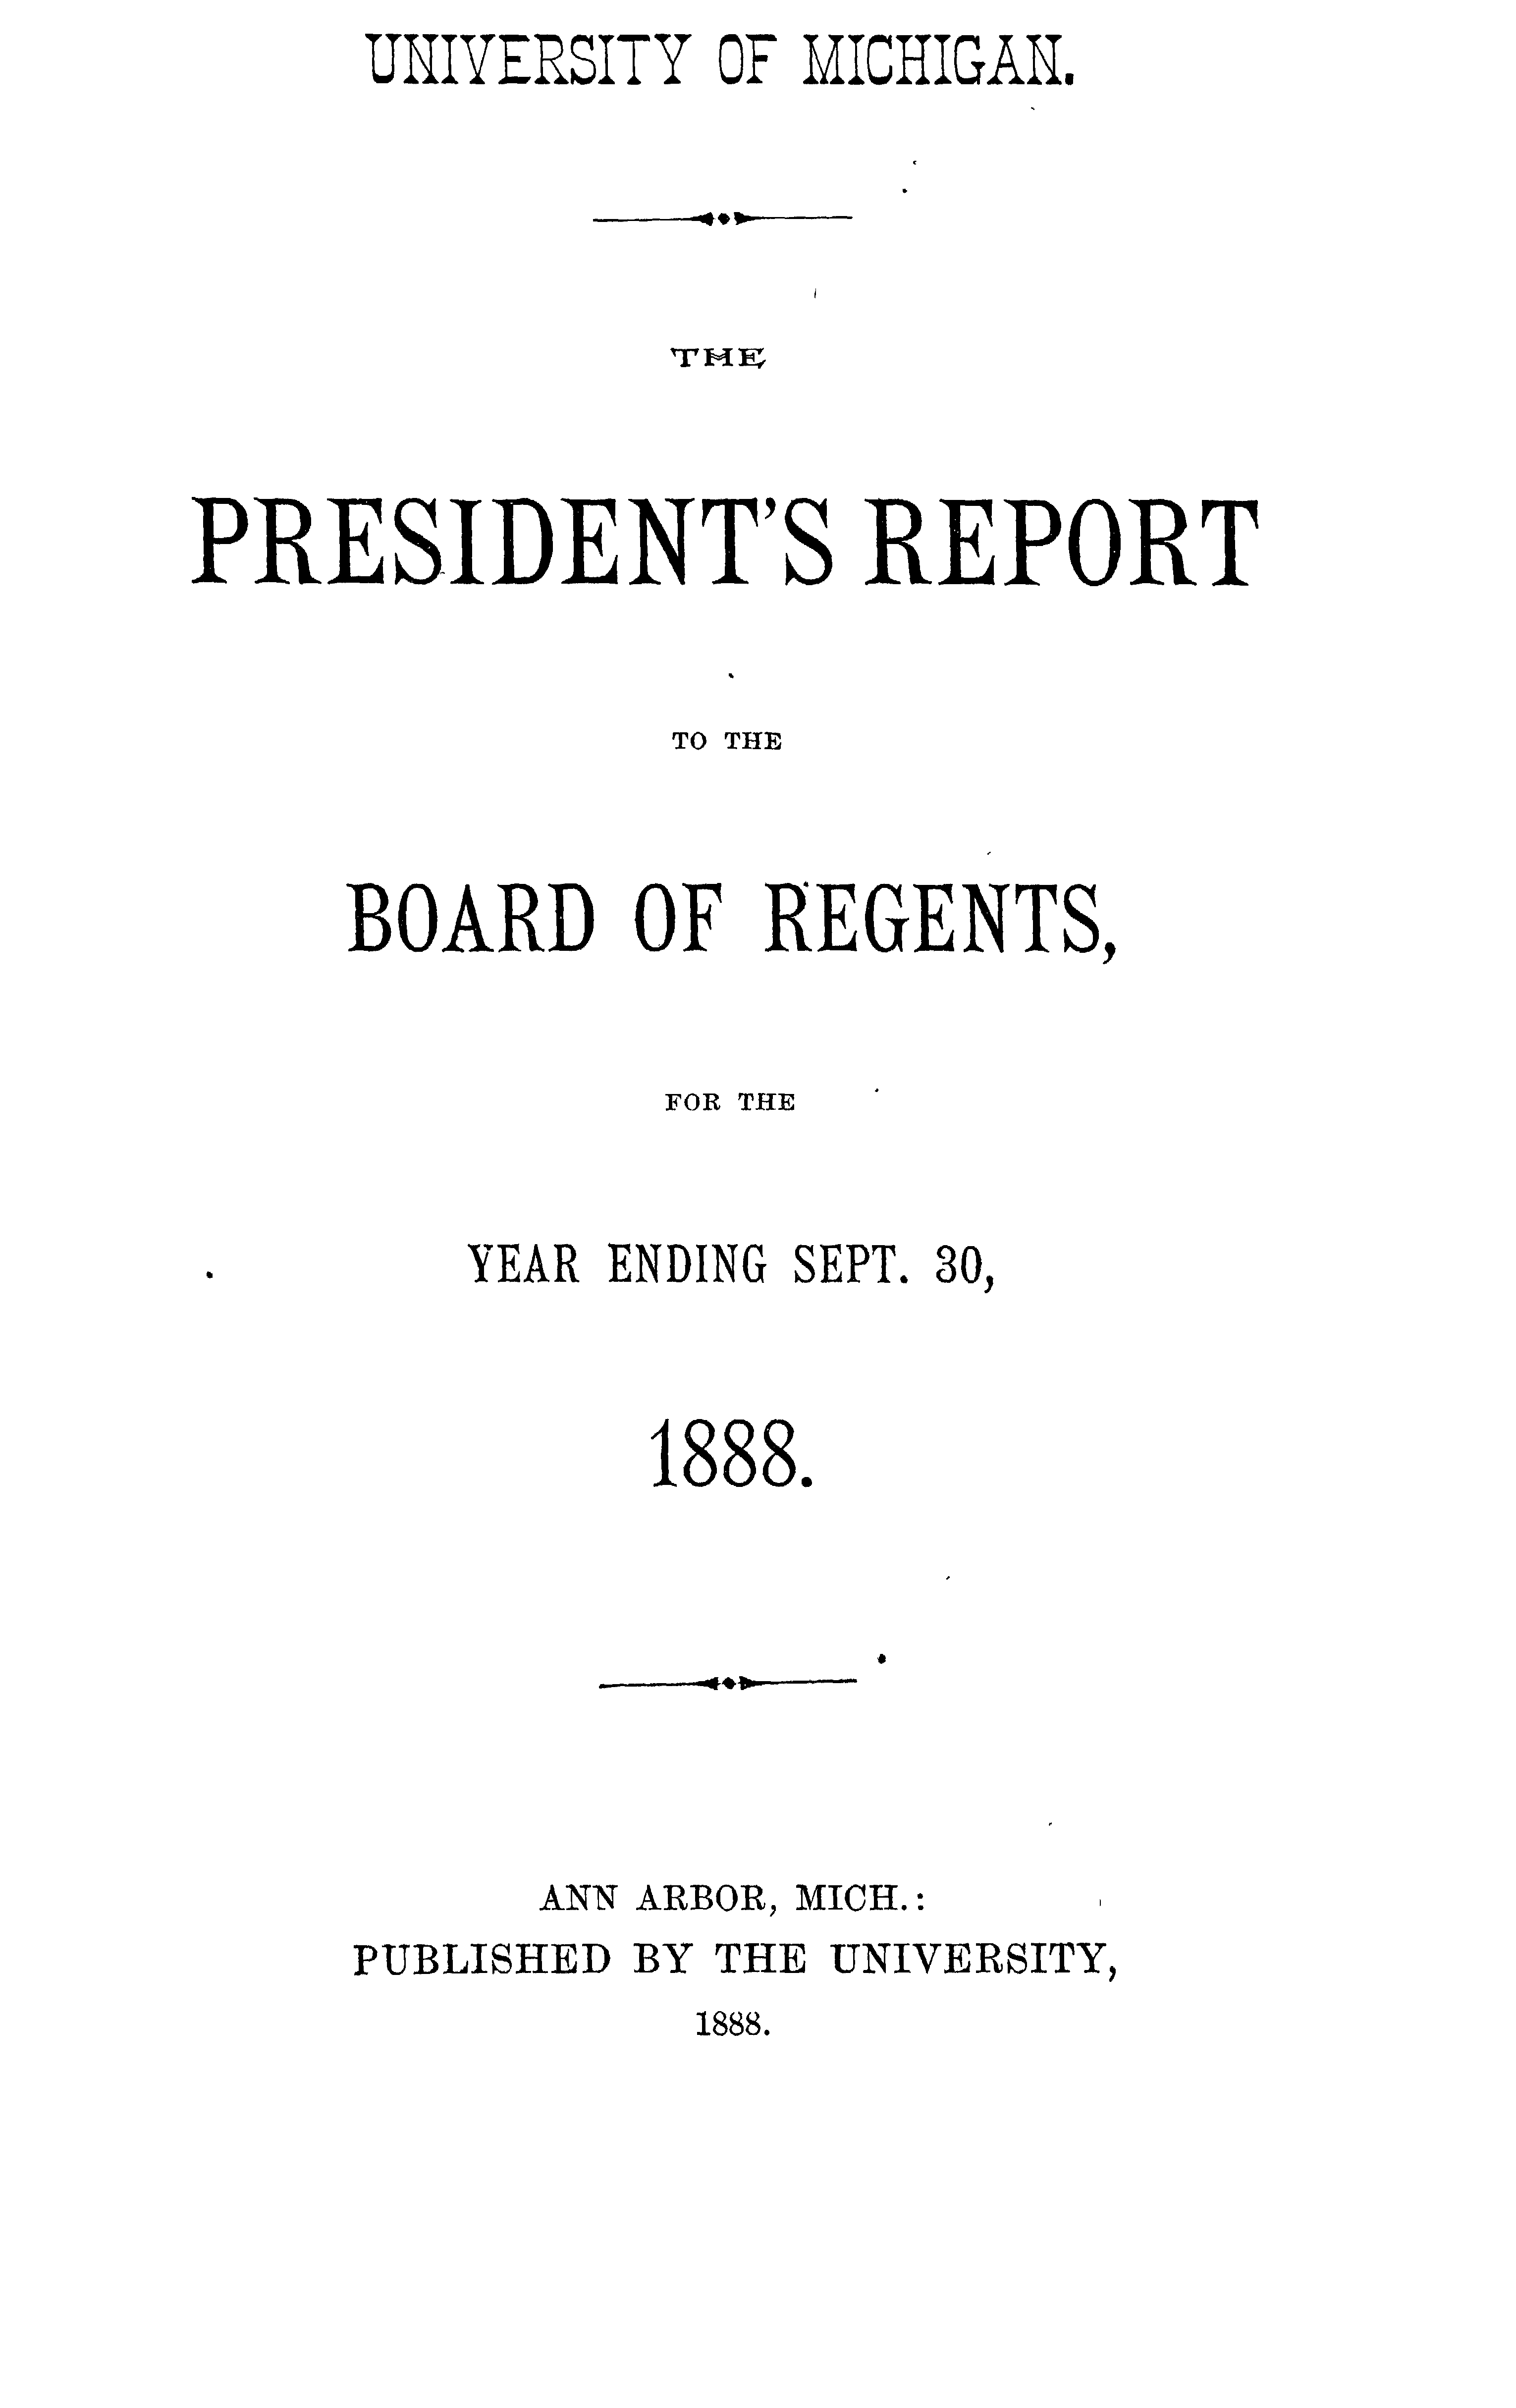 UNIVERSITY OF MICHIGAN.
THE
PRESIDENT'S REPORT
TO THE
BOARD OF REGENTS,
FOR THE
YEAR ENDING SEPT. 30,
1888.
ANN ARBOR, MICH.:
PUBLISHED BY THE UNIVERSITY,
1888.